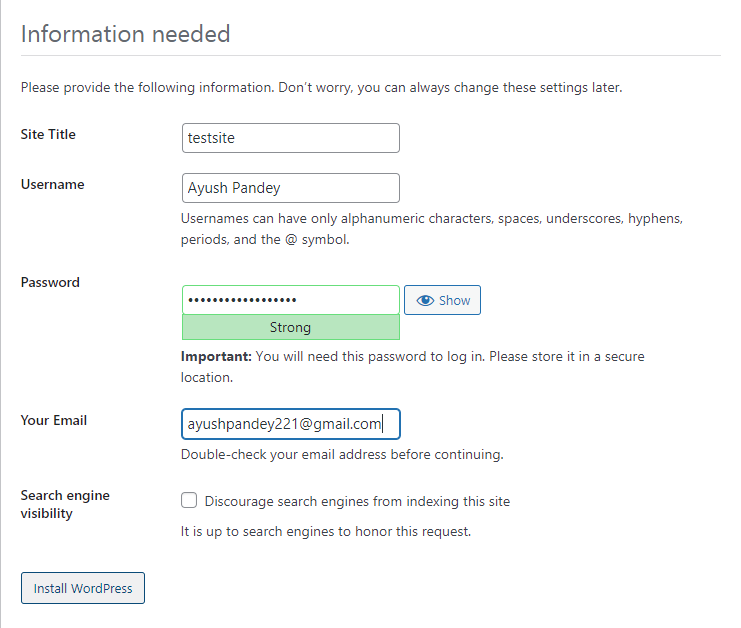 Information needed
Please provide the following information. Don’t worry, you can always change these settings later.
Site Title
testsite
Username
Ayush Pandey
Usernames can have only alphanumeric characters, spaces, underscores, hyphens,
periods, and the @ symbol.
Password
••••••••••••••••••
Show
Strong
Important: You will need this password to log in. Please store it in a secure
location.
Your Email
ayushpandey221@gmail.com
Double-check your email address before continuing.
Search engine
visibility
Discourage search engines from indexing this site
It is up to search engines to honor this request.
Install WordPress